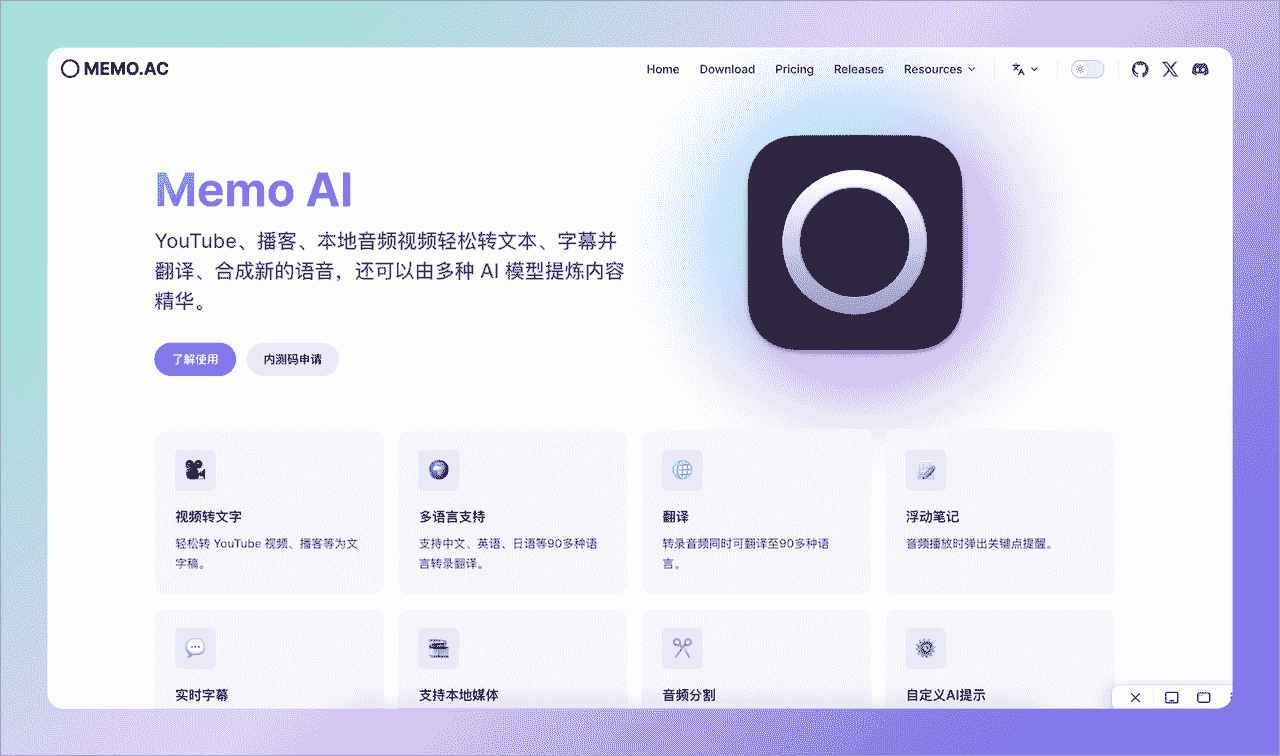 MEMO.AC
Home Download Pricing Releases Resources
Memo AI
YouTube、播客、本地音频视频轻松转文本、字幕并
翻译、合成新的语音，还可以由多种 AI 模型提炼内容
精华。
了解使用 内测码申请
视频转文字
轻松转 YouTube 视频、播客等为文
字稿。
多语言支持
支持中文、英语、日语等90多种语
言转录翻译。
翻译
转录音频同时可翻译至90多种语
言。
浮动笔记
音频播放时弹出关键点提醒。
实时字幕
支持本地媒体
音频分割
自定义AI提示